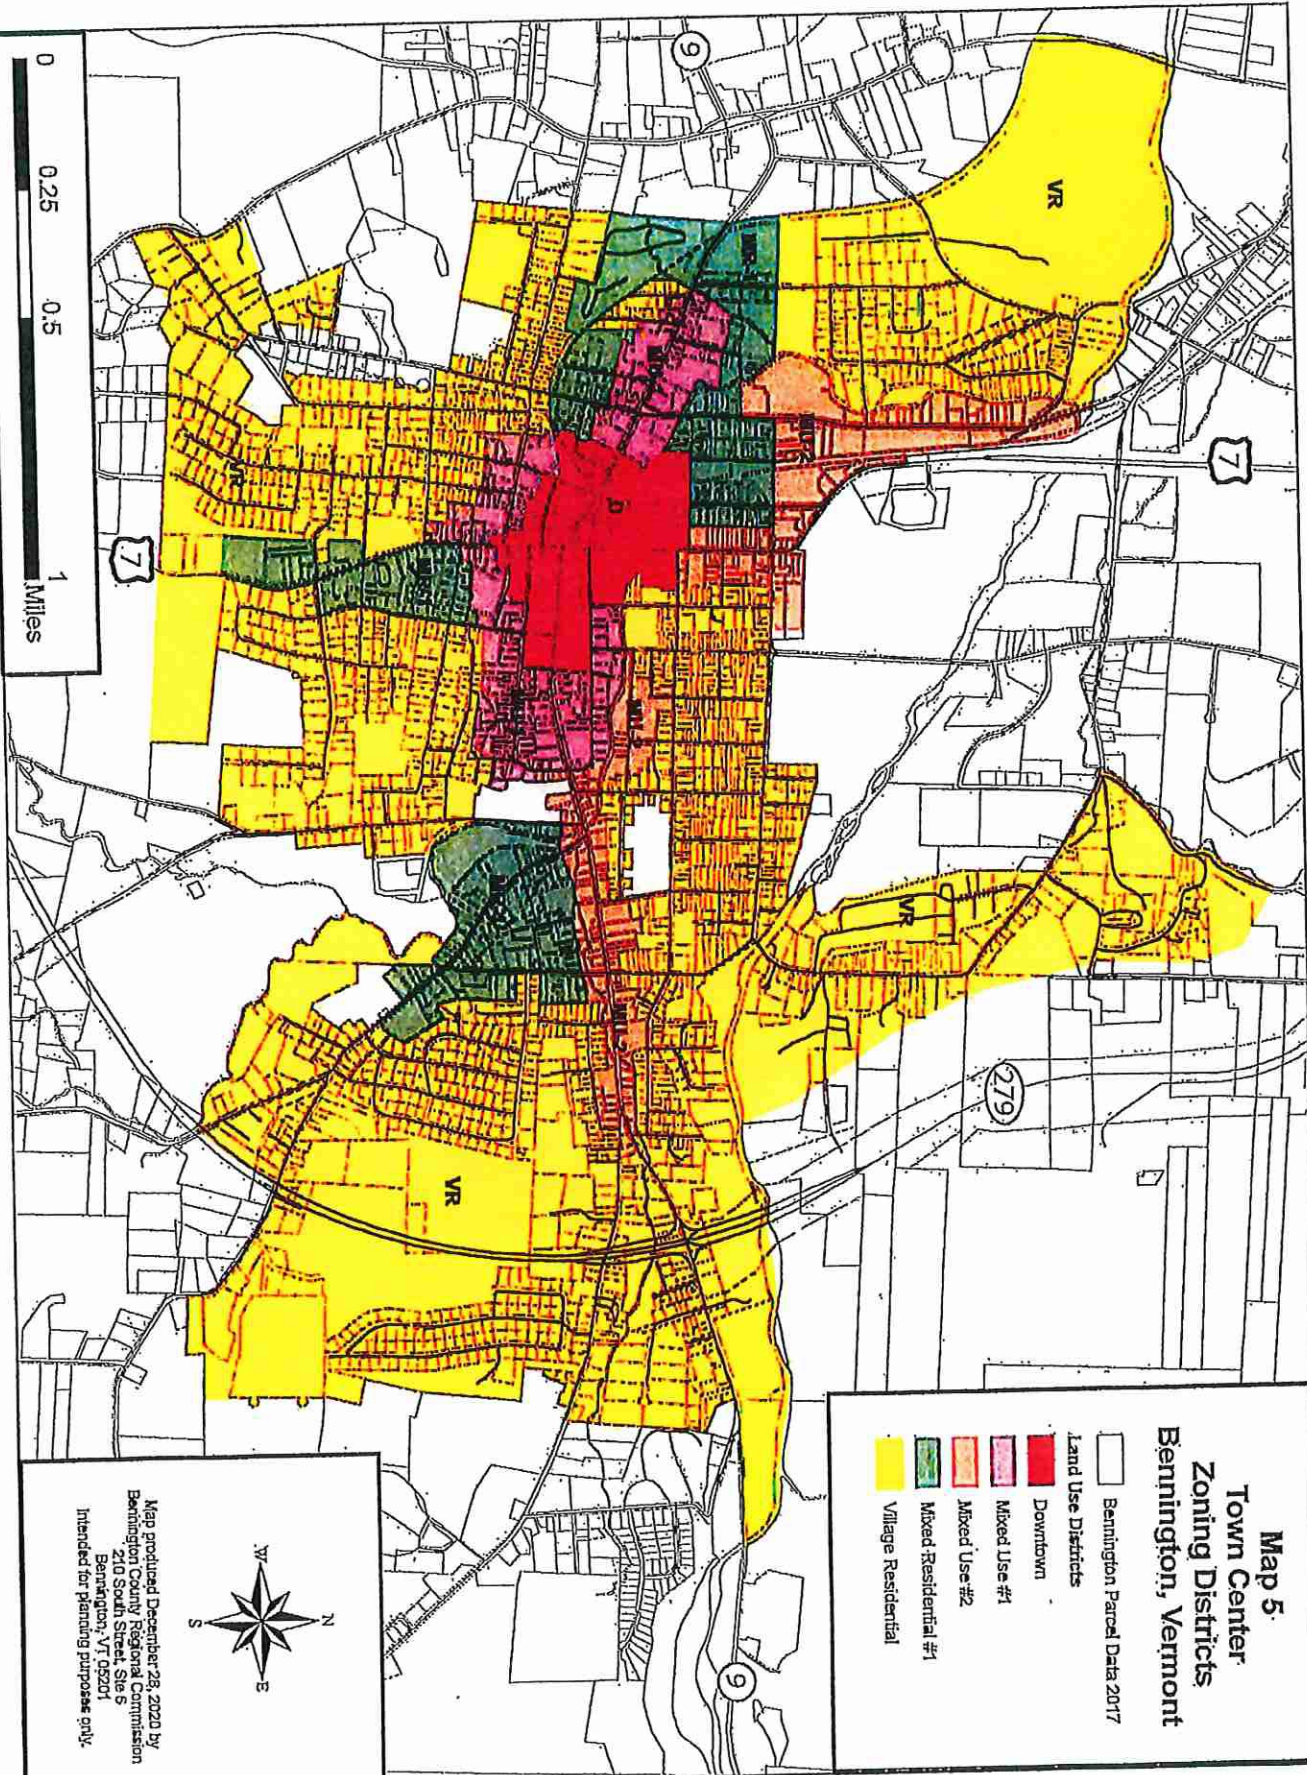 Map 5
Town Center
Zoning Districts
Bennington, Vermont
Bennington Parcel Data 2017
Land Use Districts
Downtown
Mixed Use #1
Mixed Use #2
Mixed Residential #1
Village Residential
7
9
VR
D
VR
279
VR
VR
MU-2
7
9
0 0.25 0.5 1
Miles
N
W
E
S
Map produced December 28, 2020 by
Bennington County Regional Commission
210 South Street, Ste 6
Bennington, VT 05201
Intended for planning purposes only.